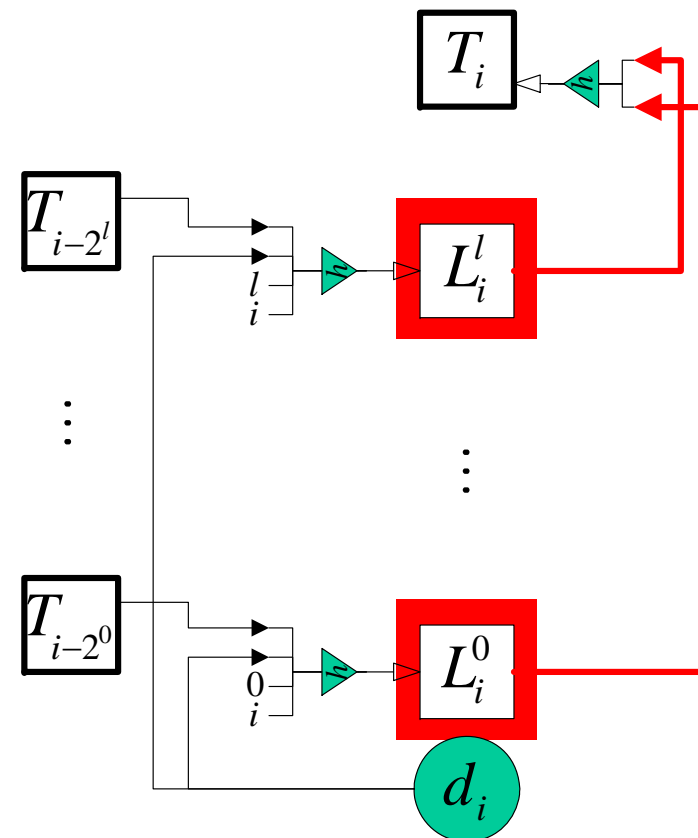 T_i h
T_{i-2^l}
l
i
h
L_i^l
⋮
⋮
T_{i-2^0}
0
i
h
L_i^0
d_i